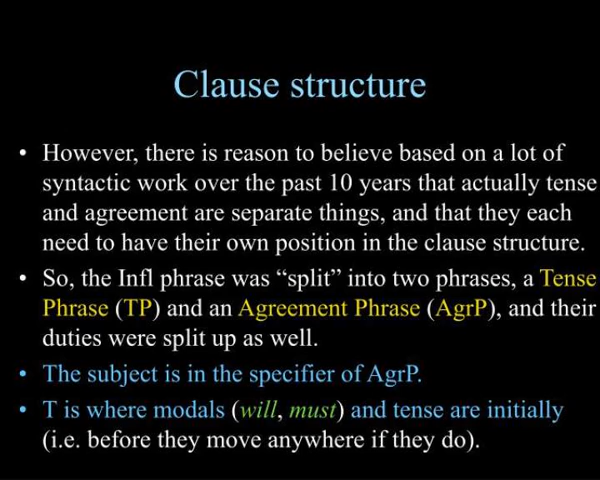 Clause structure
• However, there is reason to believe based on a lot of
syntactic work over the past 10 years that actually tense
and agreement are separate things, and that they each
need to have their own position in the clause structure.
• So, the Infl phrase was “split” into two phrases, a Tense
Phrase (TP) and an Agreement Phrase (AgrP), and their
duties were split up as well.
• The subject is in the specifier of AgrP.
• T is where modals (will, must) and tense are initially
(i.e. before they move anywhere if they do).